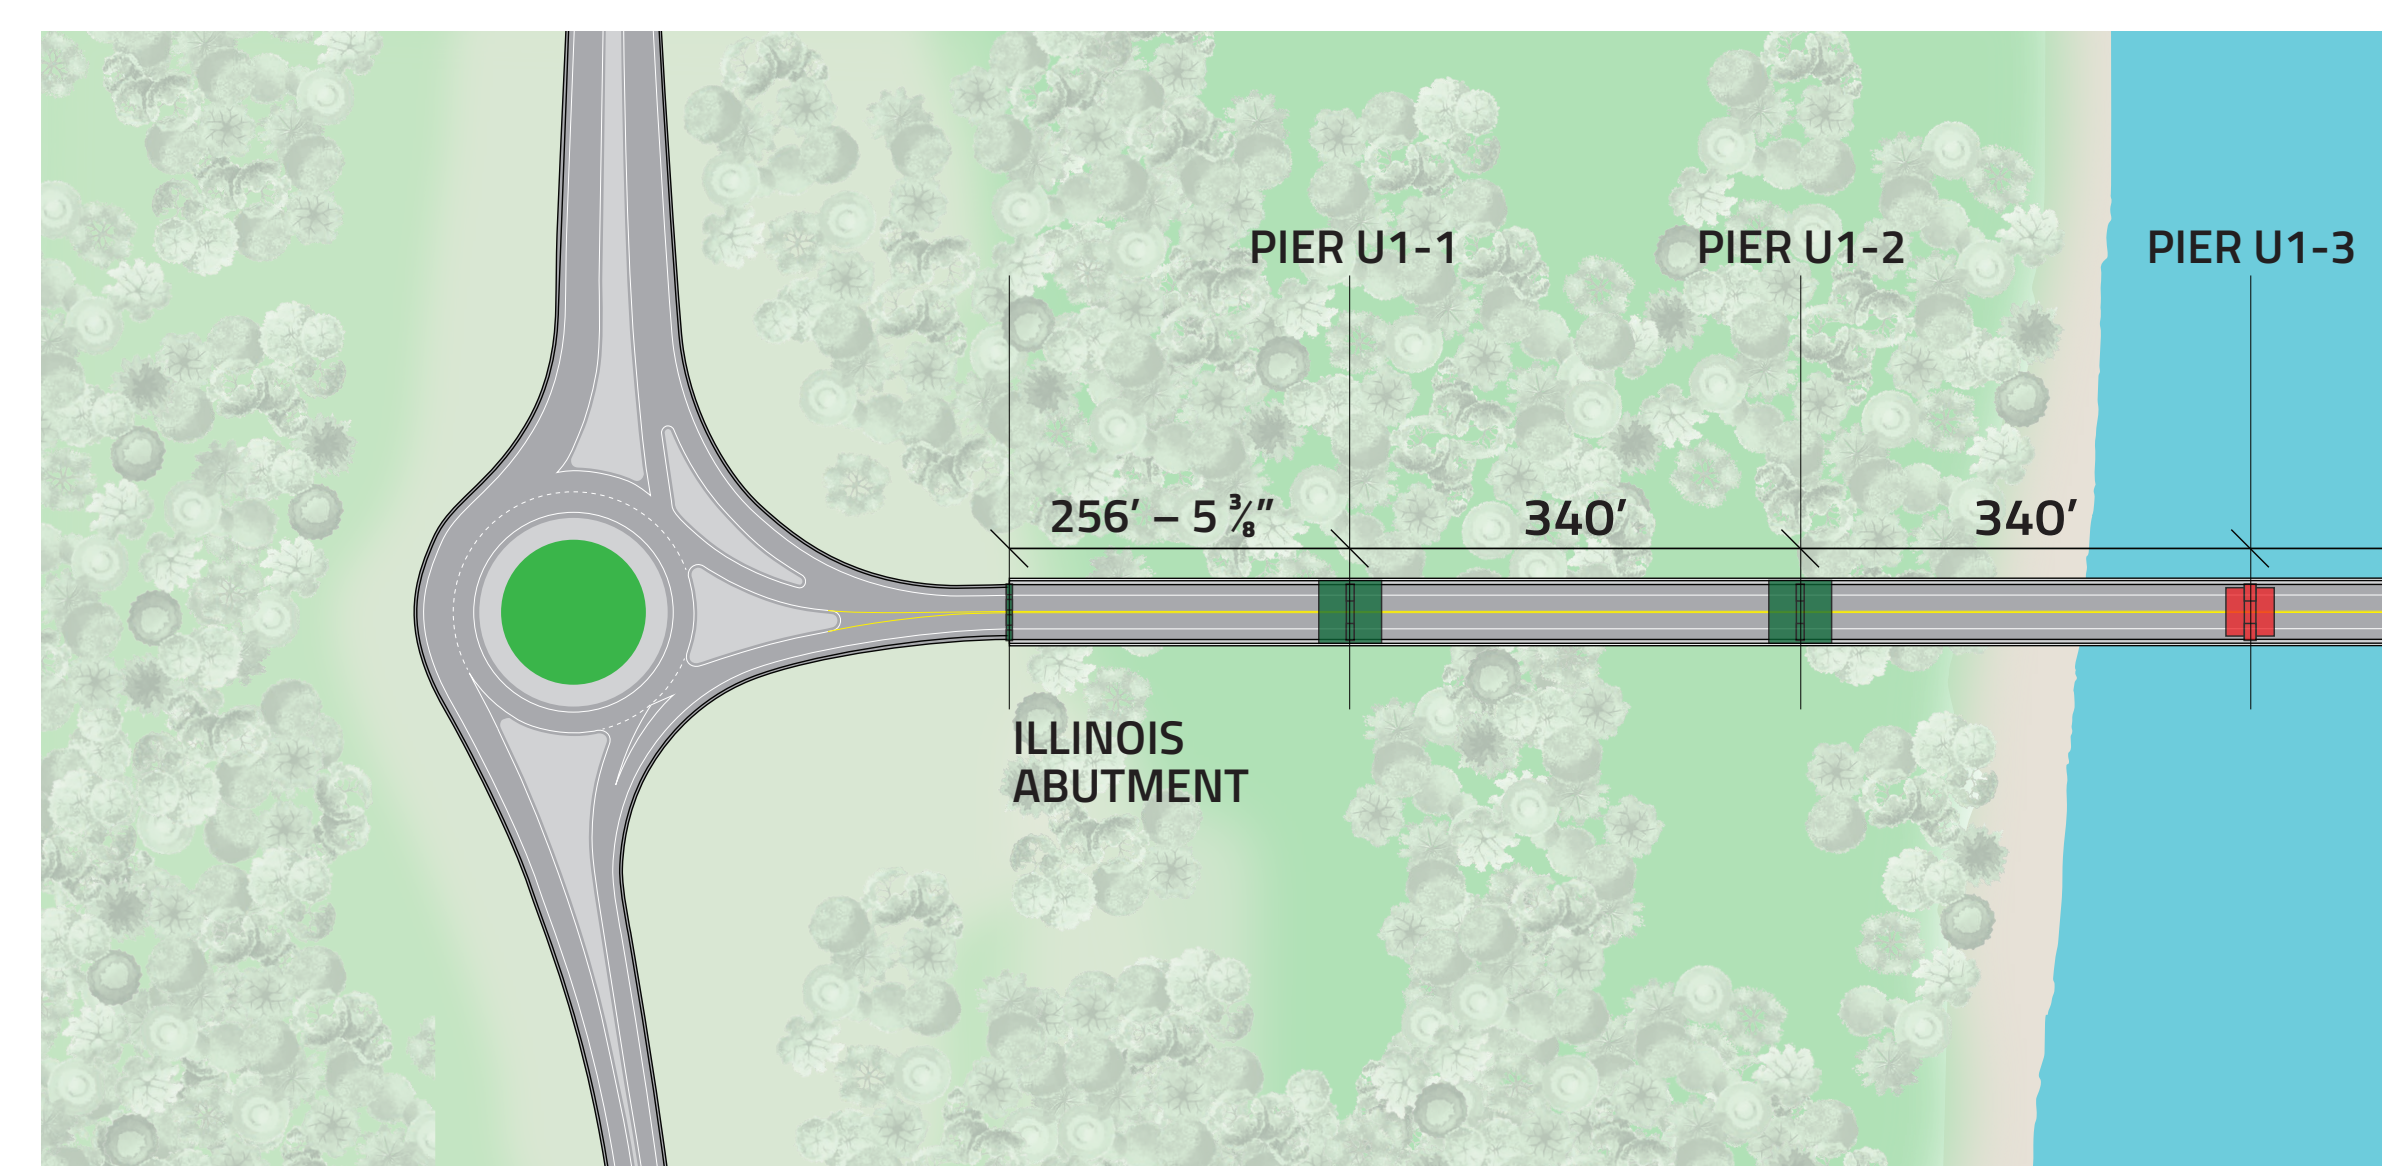 PIER U1-1
PIER U1-2
PIER U1-3
256′ – 5 ⅜″
340′
340′
ILLINOIS
ABUTMENT